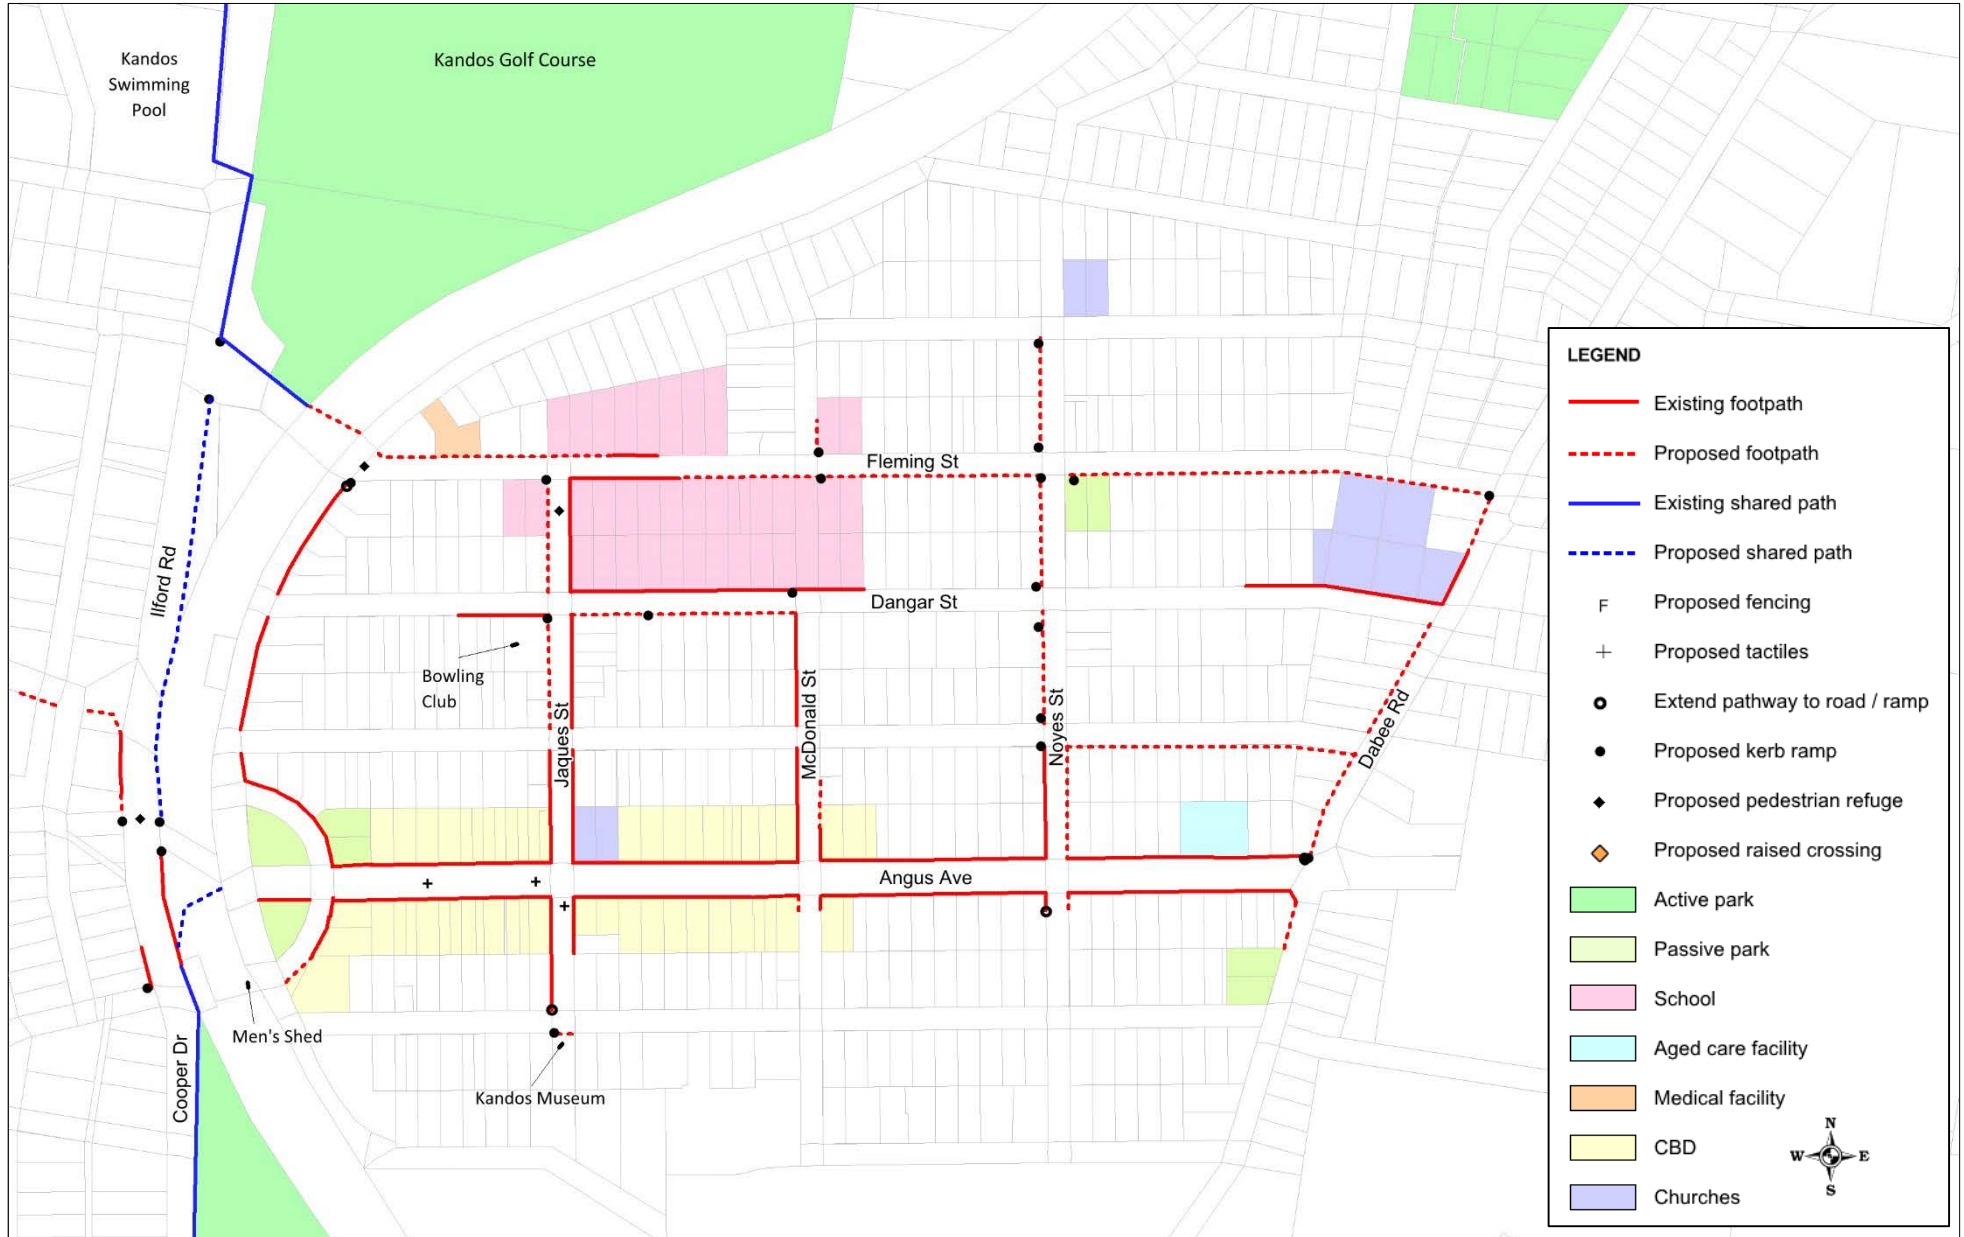 Kandos
Swimming
Pool
Kandos Golf Course
Fleming St
Ilford Rd
Dangar St
Bowling
Club
Jaques St
McDonald St
Noyes St
Dabee Rd
Angus Ave
Men's Shed
Cooper Dr
Kandos Museum
LEGEND
Existing footpath
Proposed footpath
Existing shared path
Proposed shared path
F Proposed fencing
Proposed tactiles
Extend pathway to road / ramp
Proposed kerb ramp
Proposed pedestrian refuge
Proposed raised crossing
Active park
Passive park
School
Aged care facility
Medical facility
CBD
Churches
N
W E
S